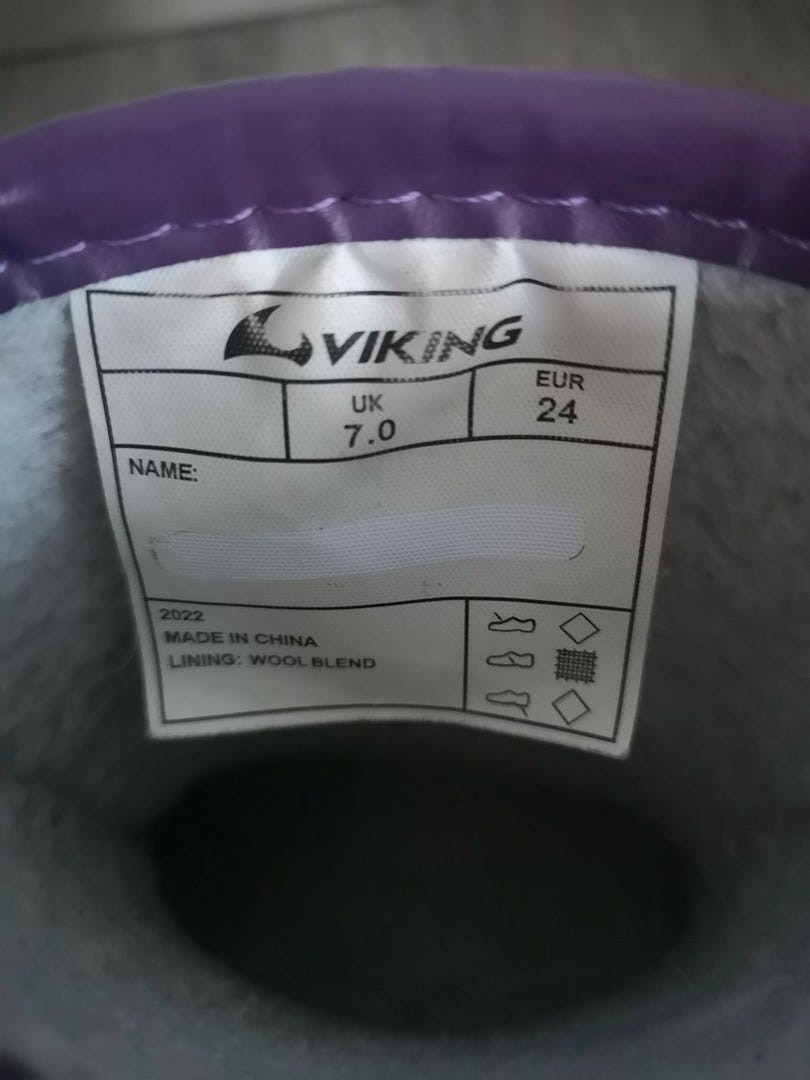 VIKING
UK
7.0
EUR
24
NAME:
2022
MADE IN CHINA
LINING: WOOL BLEND